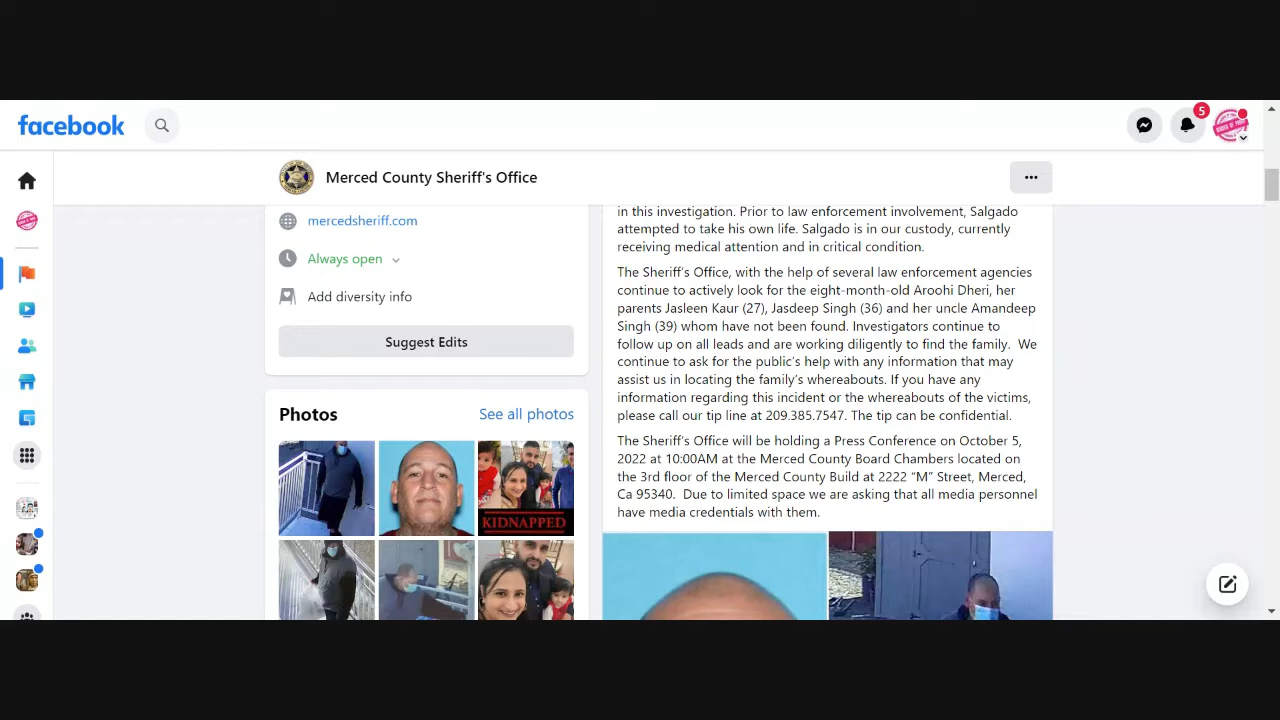 facebook
5
Merced County Sheriff's Office
mercedsheriff.com
Always open
Add diversity info
Suggest Edits
Photos
See all photos
KIDNAPPED
in this investigation. Prior to law enforcement involvement, Salgado
attempted to take his own life. Salgado is in our custody, currently
receiving medical attention and in critical condition.
The Sheriff's Office, with the help of several law enforcement agencies
continue to actively look for the eight-month-old Aroohi Dheri, her
parents Jasleen Kaur (27), Jasdeep Singh (36) and her uncle Amandeep
Singh (39) whom have not been found. Investigators continue to
follow up on all leads and are working diligently to find the family.  We
continue to ask for the public's help with any information that may
assist us in locating the family's whereabouts. If you have any
information regarding this incident or the whereabouts of the victims,
please call our tip line at 209.385.7547. The tip can be confidential.
The Sheriff's Office will be holding a Press Conference on October 5,
2022 at 10:00AM at the Merced County Board Chambers located on
the 3rd floor of the Merced County Build at 2222 “M” Street, Merced,
Ca 95340.  Due to limited space we are asking that all media personnel
have media credentials with them.